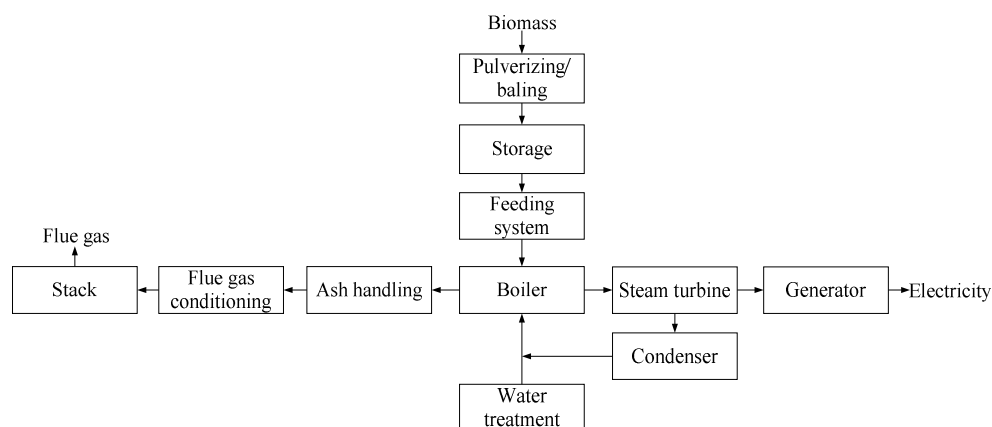 Biomass
Pulverizing/
baling
Storage
Feeding
system
Flue gas
Stack
Flue gas
conditioning
Ash handling
Boiler
Steam turbine
Generator
Electricity
Condenser
Water
treatment